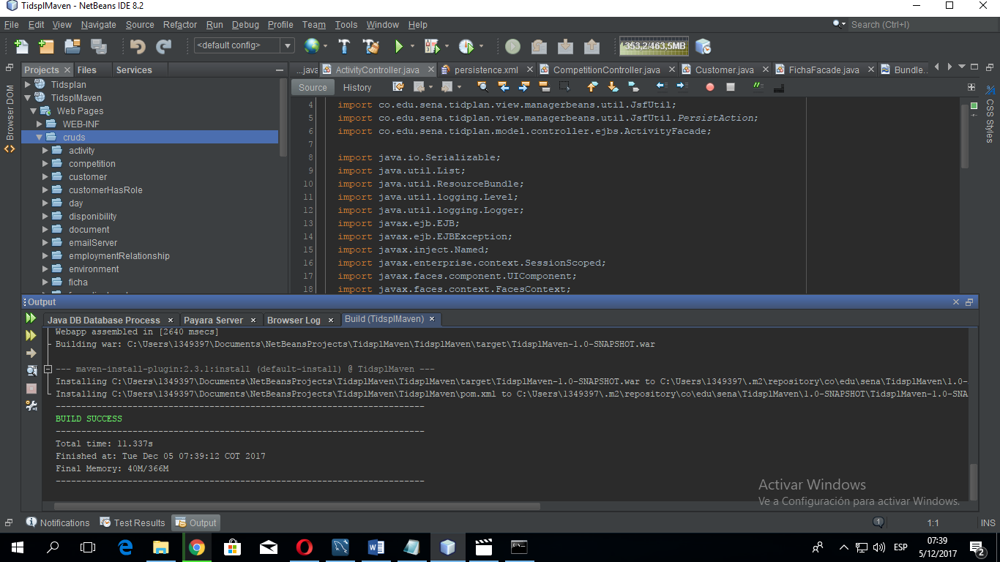 TidsplMaven - NetBeans IDE 8.2
File Edit View Navigate Source Refactor Run Debug Profile Team Tools Window Help
Search (Ctrl+I)
<default config>
353,2/463,5MB
Projects Files Services
...java ActivityController.java persistence.xml CompetitionController.java Customer.java FichaFacade.java Bundle..
Browser DOM
CSS Styles
Source History
Tidsplan
TidsplMaven
Web Pages
WEB-INF
cruds
activity
competition
customer
customerHasRole
day
disponibility
document
emailServer
employmentRelationship
environment
ficha
4 import co.edu.sena.tidplan.view.managerbeans.util.JsfUtil;
5 import co.edu.sena.tidplan.view.managerbeans.util.JsfUtil.PersistAction;
6 import co.edu.sena.tidplan.model.controller.ejbs.ActivityFacade;
7
8 import java.io.Serializable;
9 import java.util.List;
10 import java.util.ResourceBundle;
11 import java.util.logging.Level;
12 import java.util.logging.Logger;
13 import javax.ejb.EJB;
14 import javax.ejb.EJBException;
15 import javax.inject.Named;
16 import javax.enterprise.context.SessionScoped;
17 import javax.faces.component.UIComponent;
18 import javax.faces.context.FacesContext;
Output
Java DB Database Process Payara Server Browser Log Build (TidsplMaven)
Webapp assembled in [2640 msecs]
Building war: C:\Users\1349397\Documents\NetBeansProjects\TidsplMaven\TidsplMaven\target\TidsplMaven-1.0-SNAPSHOT.war
--- maven-install-plugin:2.3.1:install (default-install) @ TidsplMaven ---
Installing C:\Users\1349397\Documents\NetBeansProjects\TidsplMaven\TidsplMaven\target\TidsplMaven-1.0-SNAPSHOT.war to C:\Users\1349397\.m2\repository\co\edu\sena\TidsplMaven\1.0-
Installing C:\Users\1349397\Documents\NetBeansProjects\TidsplMaven\TidsplMaven\pom.xml to C:\Users\1349397\.m2\repository\co\edu\sena\TidsplMaven\1.0-SNAPSHOT\TidsplMaven-1.0-SNA
------------------------------------------------------------------------
BUILD SUCCESS
------------------------------------------------------------------------
Total time: 11.337s
Finished at: Tue Dec 05 07:39:12 COT 2017
Final Memory: 40M/366M
------------------------------------------------------------------------
Activar Windows
Ve a Configuración para activar Windows.
Notifications Test Results Output
1 1:1 INS
ESP
07:39
5/12/2017
2